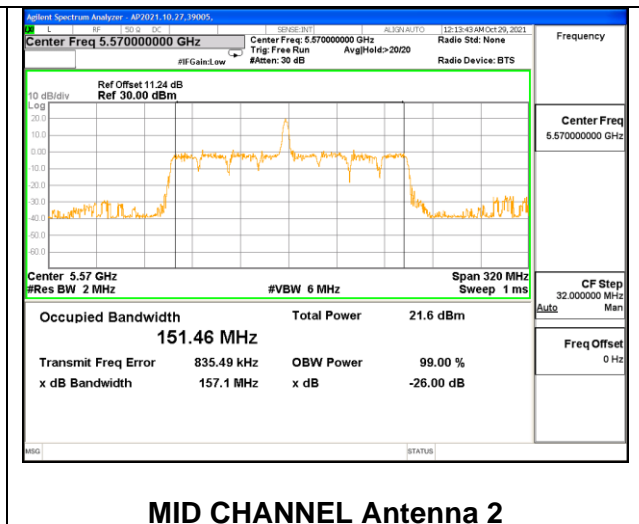 Agilent Spectrum Analyzer - AP2021.10.27,39005,
L RF 50 Ω DC SENSE:INT ALIGN AUTO 12:13:43 AM Oct 29, 2021
Center Freq 5.570000000 GHz
Center Freq: 5.570000000 GHz Radio Std: None
Trig: Free Run Avg|Hold:>20/20
#IFGain:Low #Atten: 30 dB Radio Device: BTS
Frequency
Ref Offset 11.24 dB
10 dB/div Ref 30.00 dBm
Log
20.0
10.0
0.00
-10.0
-20.0
-30.0
-40.0
-50.0
-60.0
Center Freq
5.570000000 GHz
Center 5.57 GHz Span 320 MHz
#Res BW 2 MHz #VBW 6 MHz Sweep 1 ms
CF Step
32.000000 MHz
Auto Man
Occupied Bandwidth Total Power 21.6 dBm
151.46 MHz
Transmit Freq Error 835.49 kHz OBW Power 99.00 %
x dB Bandwidth 157.1 MHz x dB -26.00 dB
Freq Offset
0 Hz
MSG STATUS
MID CHANNEL Antenna 2